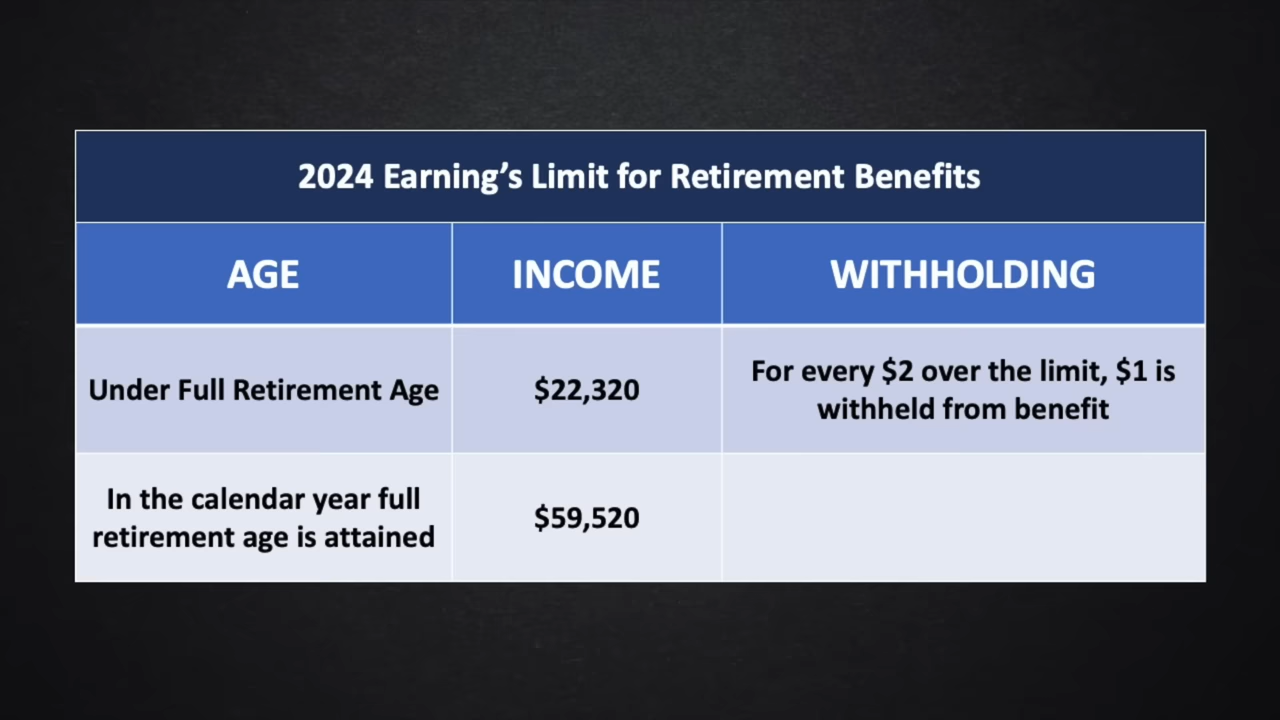 2024 Earning’s Limit for Retirement Benefits
AGE
INCOME
WITHHOLDING
Under Full Retirement Age
$22,320
For every $2 over the limit, $1 is
withheld from benefit
In the calendar year full
retirement age is attained
$59,520